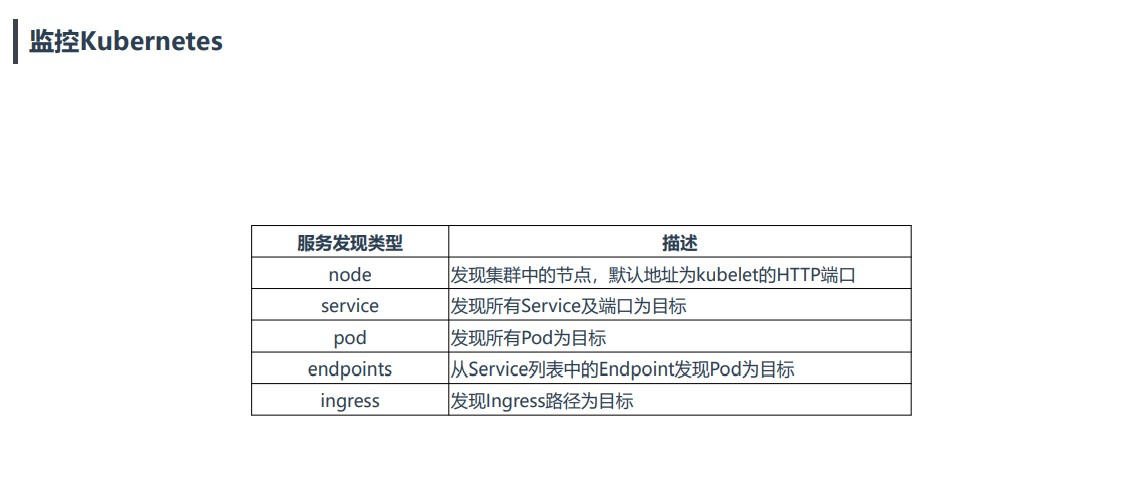 监控Kubernetes
服务发现类型 描述
node 发现集群中的节点，默认地址为kubelet的HTTP端口
service 发现所有Service及端口为目标
pod 发现所有Pod为目标
endpoints 从Service列表中的Endpoint发现Pod为目标
ingress 发现Ingress路径为目标